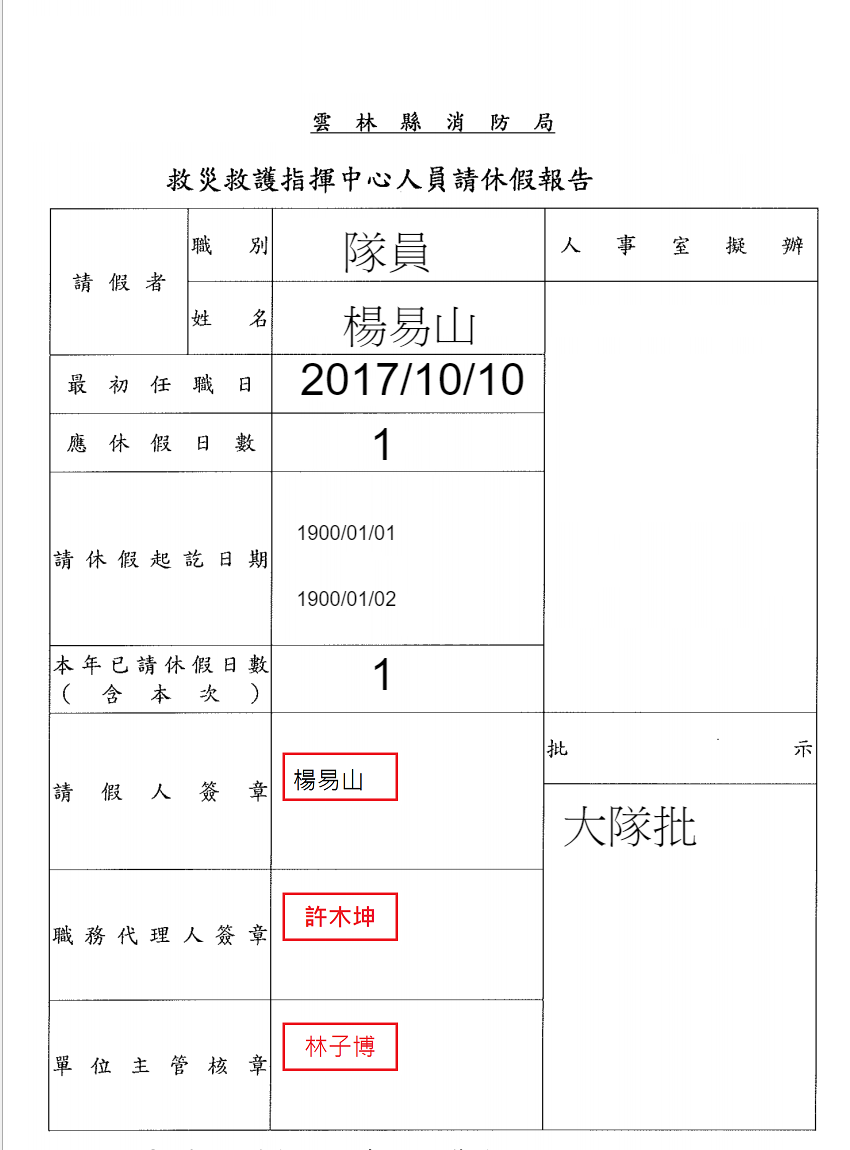 雲林縣消防局
救災救護指揮中心人員請休假報告
請假者
職別
隊員
人事室擬辦
姓名
楊易山
最初任職日
2017/10/10
應休假日數
1
請休假起訖日期
1900/01/01
1900/01/02
本年已請休假日數
（含本次）
1
請假人簽章
楊易山
批示
大隊批
職務代理人簽章
許木坤
單位主管核章
林子博